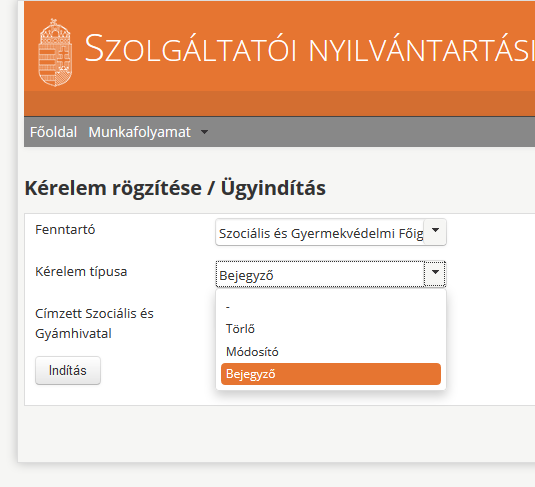 SZOLGÁLTATÓI NYILVÁNTARTÁSI
Főoldal Munkafolyamat
Kérelem rögzítése / Ügyindítás
Fenntartó
Szociális és Gyermekvédelmi Főig
Kérelem típusa
Bejegyző
-
Törlő
Módosító
Bejegyző
Címzett Szociális és
Gyámhivatal
Indítás